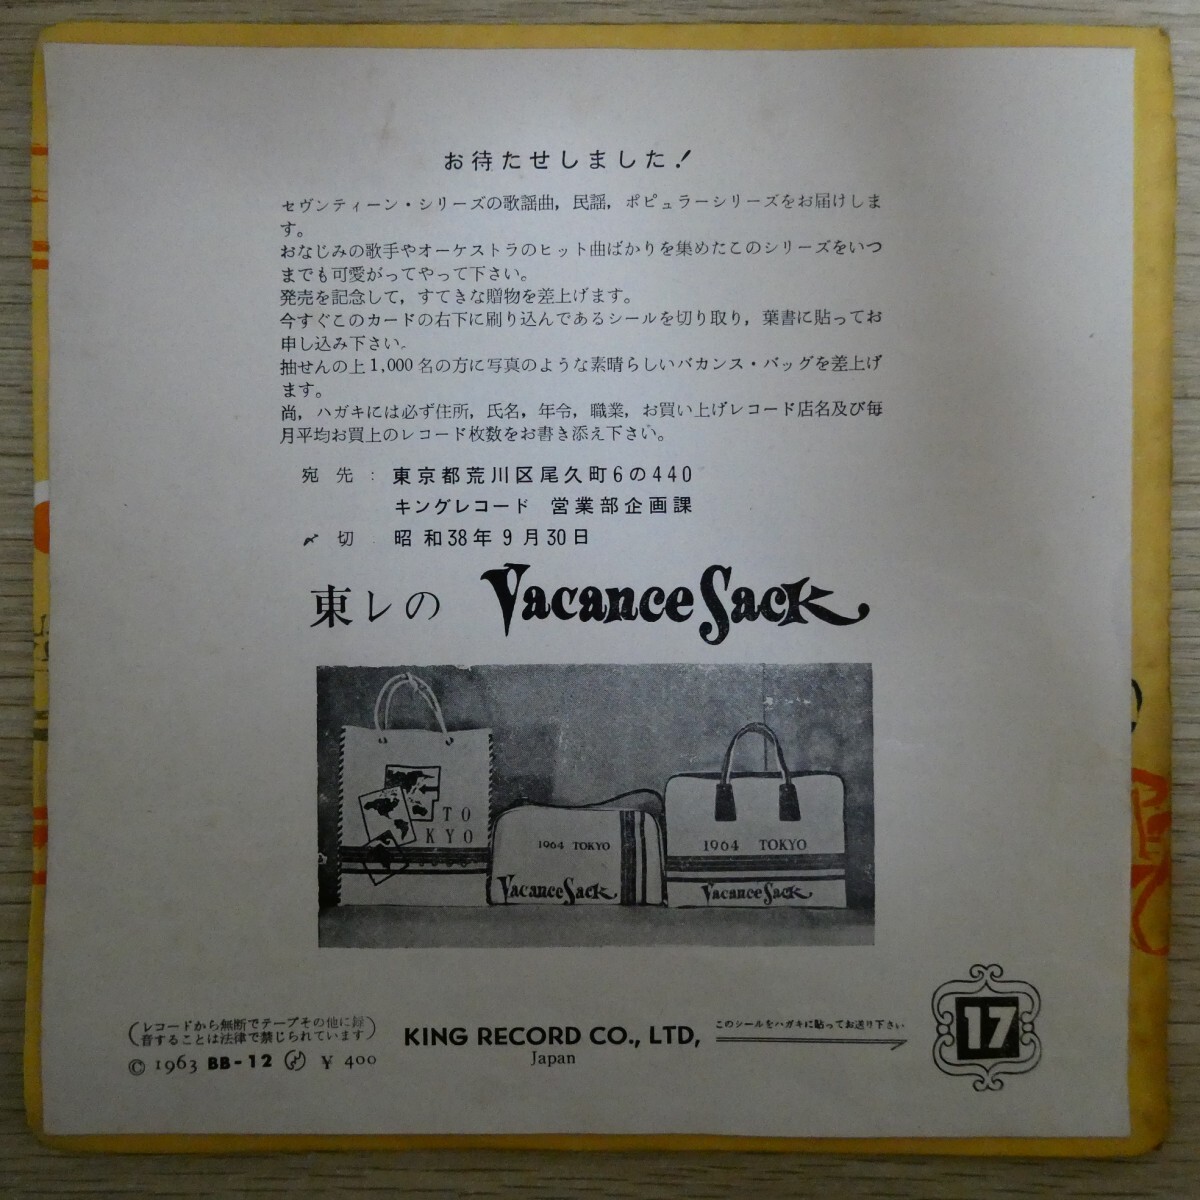 お待たせしました！
セヴンティーン・シリーズの歌謡曲，民謡，ポピュラーシリーズをお届けしま
す。
おなじみの歌手やオーケストラのヒット曲ばかりを集めたこのシリーズをいつ
までも可愛がってやって下さい。
発売を記念して，すてきな贈物を差上げます。
今すぐこのカードの右下に刷り込んであるシールを切り取り，葉書に貼ってお
申し込み下さい。
抽せんの上1,000名の方に写真のような素晴らしいバカンス・バッグを差上げ
ます。
尚，ハガキには必ず住所，氏名，年令，職業，お買い上げレコード店名及び毎
月平均お買上のレコード枚数をお書き添え下さい。
宛先：東京都荒川区尾久町6の440
キングレコード 営業部企画課
〆切 昭和38年9月30日
東レの Vacance Sack
TO
KYO
1964 TOKYO
Vacance Sack
1964 TOKYO
Vacance Sack
(レコードから無断でテープその他に録
音することは法律で禁じられています)
© 1963 BB-12 ¥ 400
KING RECORD CO., LTD,
Japan
このシールをハガキに貼ってお送り下さい
17